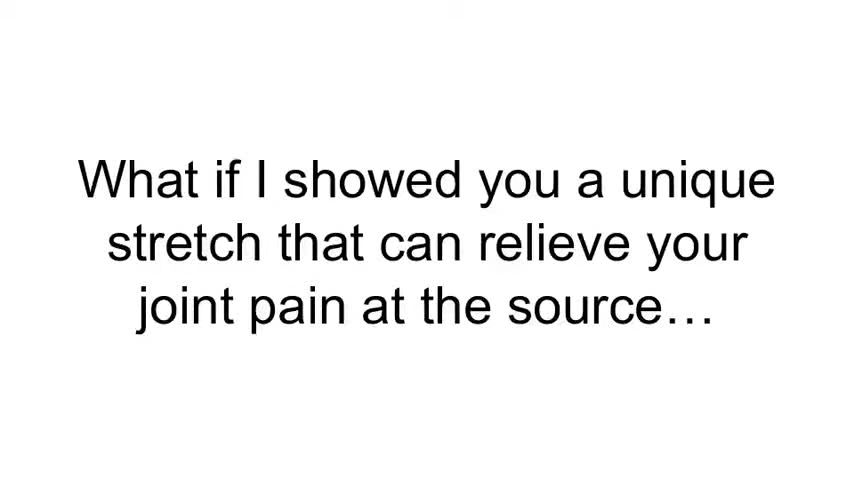 What if I showed you a unique
stretch that can relieve your
joint pain at the source…